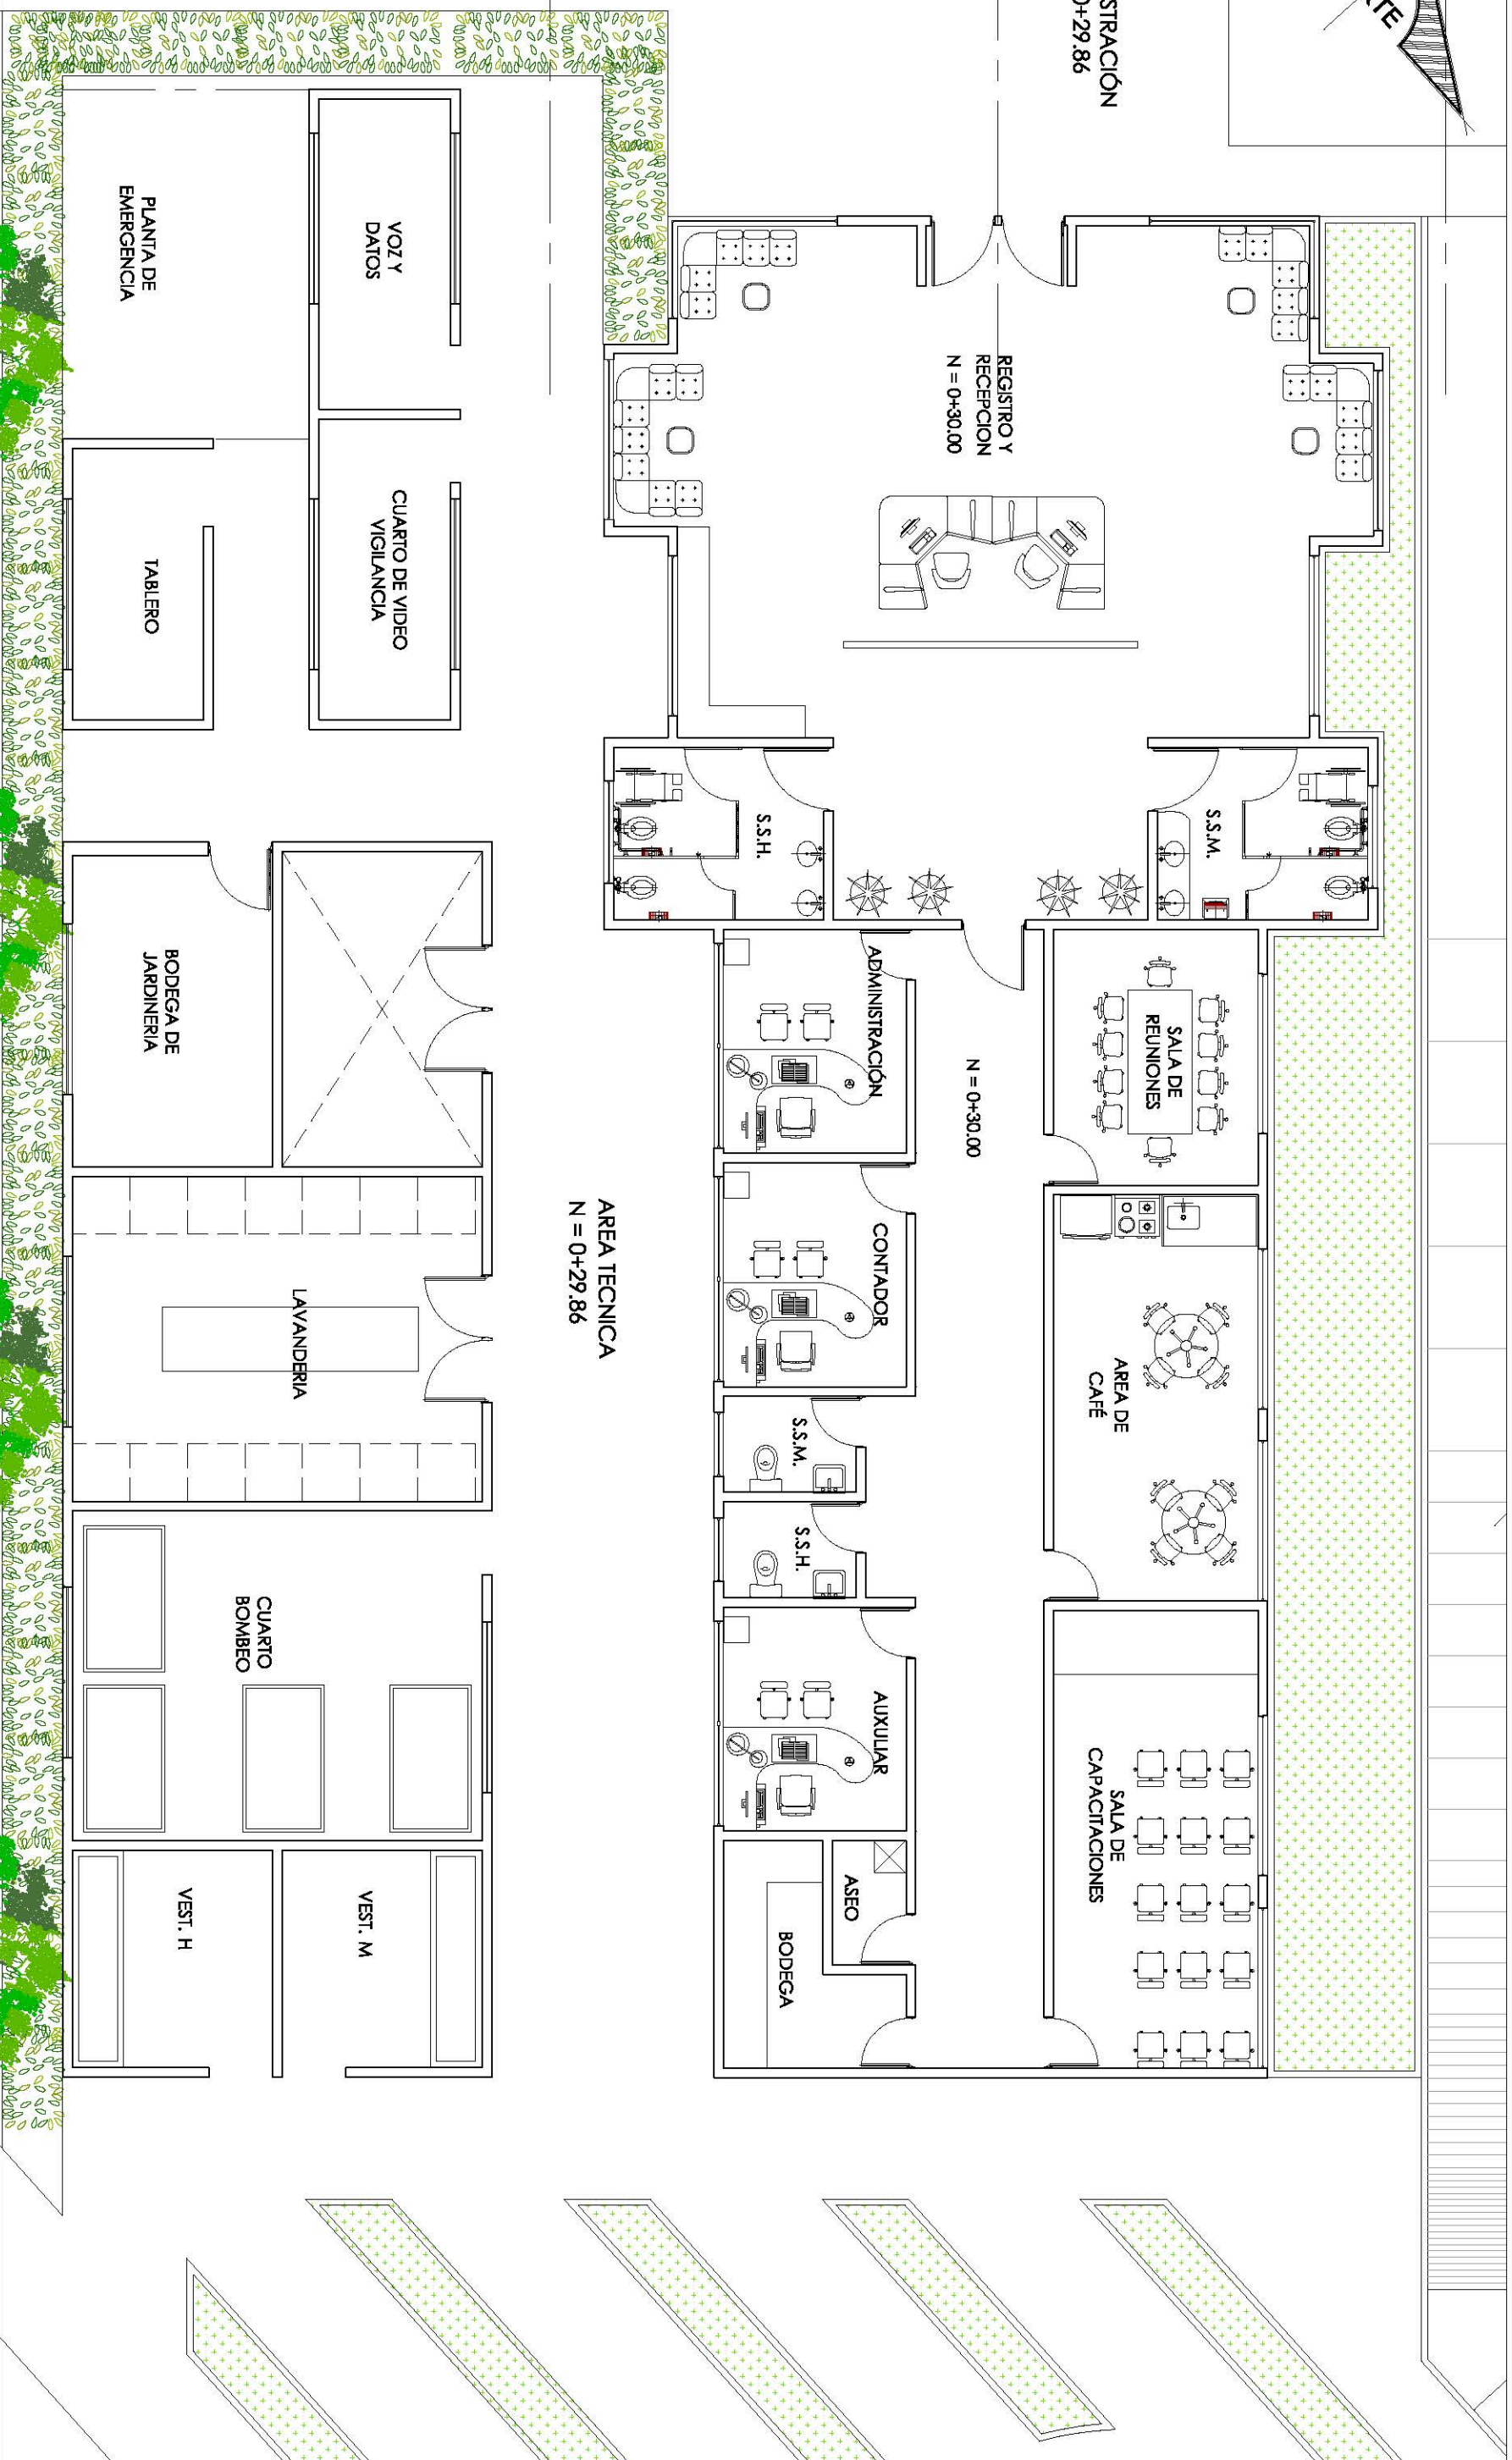 RTE
STRACIÓN
0+29.86
S.S.M.
SALA DE
REUNIONES
AREA DE
CAFÉ
SALA DE
CAPACITACIONES
REGISTRO Y
RECEPCION
N = 0+30.00
N = 0+30.00
S.S.H.
ADMINISTRACIÓN
CONTADOR
S.S.M.
S.S.H.
AUXULIAR
ASEO
BODEGA
AREA TECNICA
N = 0+29.86
VOZ Y
DATOS
CUARTO DE VIDEO
VIGILANCIA
LAVANDERIA
CUARTO
BOMBEO
VEST. M
PLANTA DE
EMERGENCIA
TABLERO
BODEGA DE
JARDINERIA
VEST. H